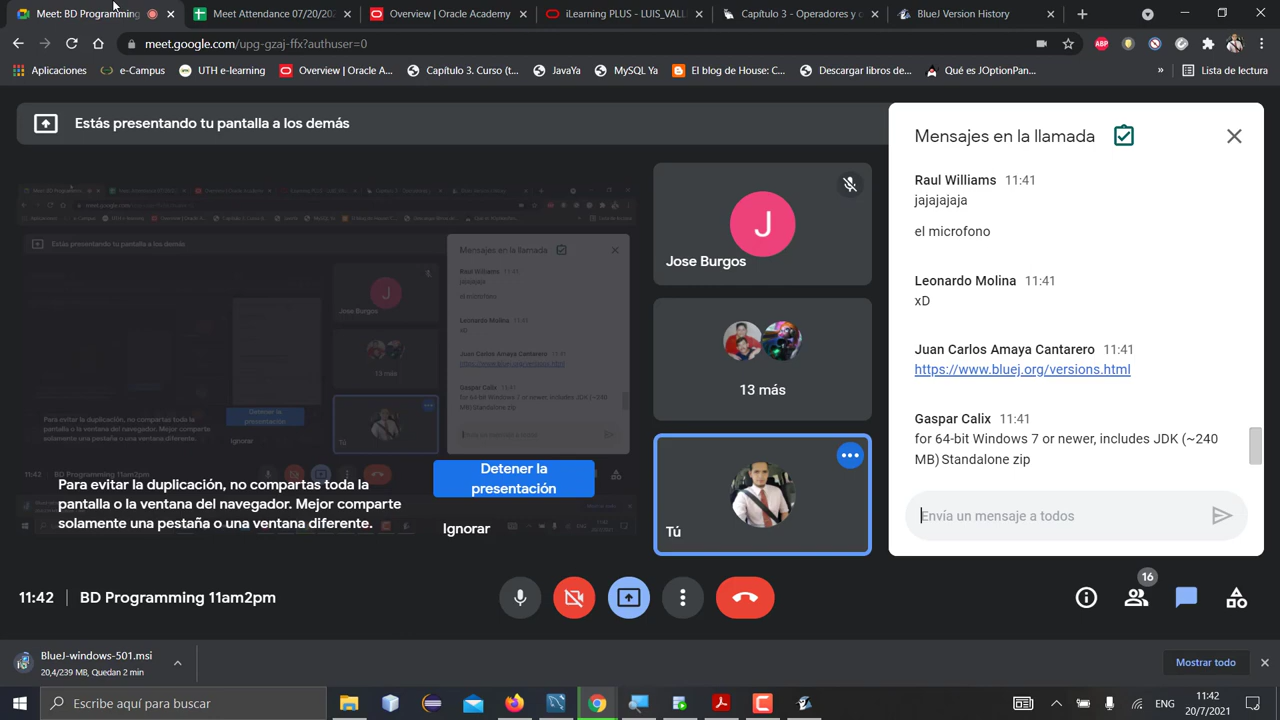 Meet: BD Programming
Meet Attendance 07/20/202
Overview | Oracle Academy
iLearning PLUS - LUIS_VALL
Capítulo 3 - Operadores y o
BlueJ Version History
meet.google.com/upg-gzaj-ffx?authuser=0
ABP
Aplicaciones
e-Campus
UTH e-learning
Overview | Oracle A...
Capítulo 3. Curso (t...
JavaYa
MySQL Ya
El blog de House: C...
Descargar libros de...
Qué es JOptionPan...
»
Lista de lectura
Estás presentando tu pantalla a los demás
Mensajes en la llamada
Raul Williams 11:41
jajajajaja
el microfono
Leonardo Molina 11:41
xD
Juan Carlos Amaya Cantarero 11:41
https://www.bluej.org/versions.html
Gaspar Calix 11:41
for 64-bit Windows 7 or newer, includes JDK (~240
MB) Standalone zip
Envía un mensaje a todos
J
Jose Burgos
13 más
Tú
Para evitar la duplicación, no compartas toda la
pantalla o la ventana del navegador. Mejor comparte
solamente una pestaña o una ventana diferente.
Detener la
presentación
Ignorar
11:42 | BD Programming 11am2pm
16
BlueJ-windows-501.msi
20,4/239 MB, Quedan 2 min
Mostrar todo
Escribe aquí para buscar
ENG
11:42
20/7/2021